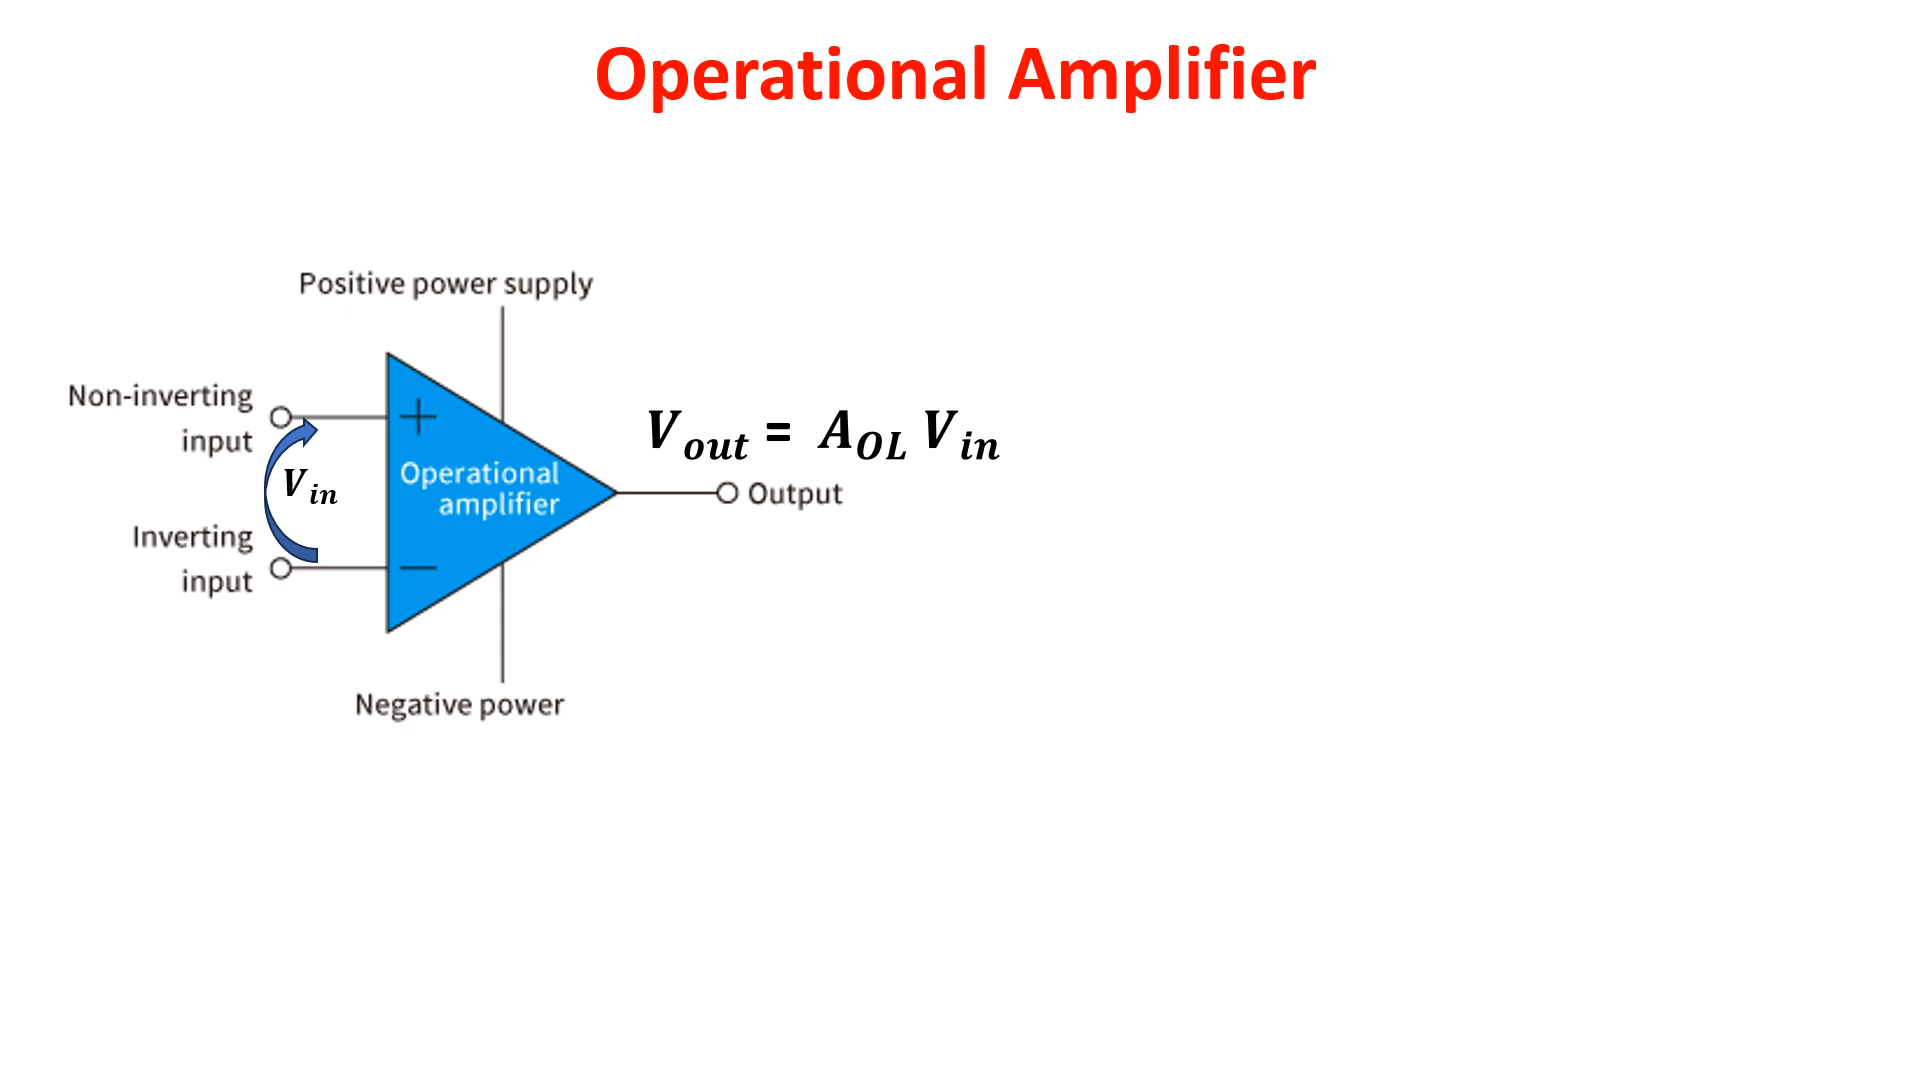 Operational Amplifier
Positive power supply
Non-inverting
input
+
V_in
Operational
amplifier
V_out = A_OL V_in
Output
Inverting
input
−
Negative power